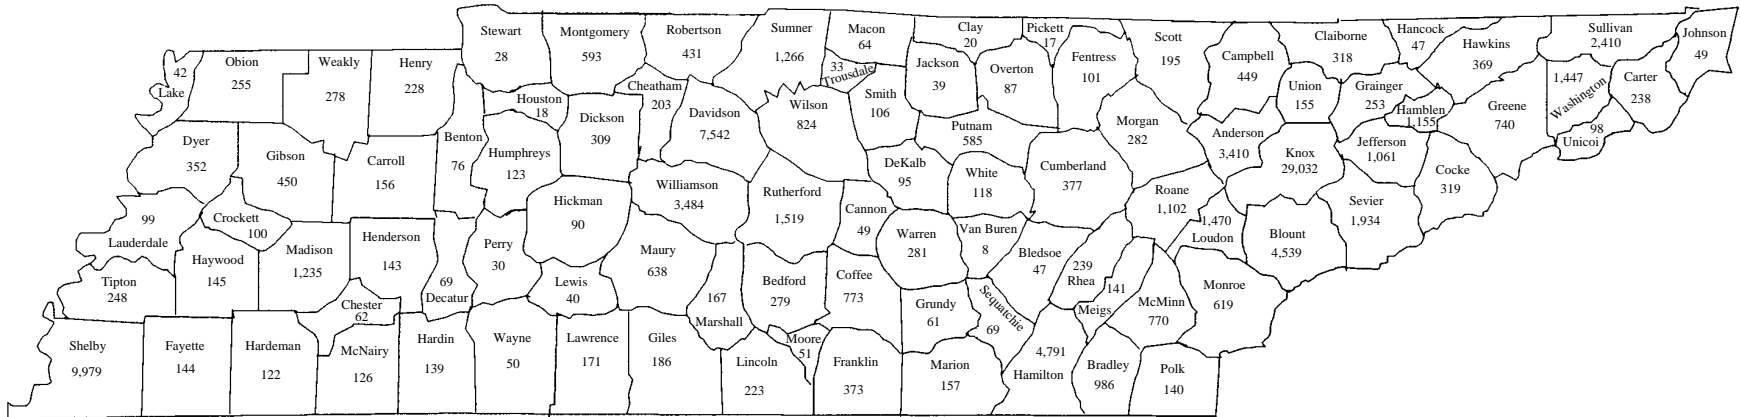 Stewart
28
Montgomery
593
Robertson
431
Sumner
1,266
Macon
64
Clay
20
Pickett
17
Fentress
101
Scott
195
Campbell
449
Claiborne
318
Hancock
47
Hawkins
369
Sullivan
2,410
Johnson
49
42
Lake
Obion
255
Weakly
278
Henry
228
Houston
18
Cheatham
203
33
Trousdale
Jackson
39
Overton
87
Union
155
Grainger
253
Hamblen
1,155
1,447
Washington
Carter
238
Dickson
309
Davidson
7,542
Wilson
824
Smith
106
Putnam
585
Morgan
282
Anderson
3,410
Knox
29,032
Jefferson
1,061
Greene
740
98
Unicoi
Dyer
352
Gibson
450
Carroll
156
Benton
76
Humphreys
123
DeKalb
95
White
118
Cumberland
377
Cocke
319
Williamson
3,484
Rutherford
1,519
Roane
1,102
Sevier
1,934
99
Lauderdale
Crockett
100
Hickman
90
Cannon
49
1,470
Loudon
Madison
1,235
Henderson
143
Perry
30
Maury
638
Warren
281
Van Buren
8
Bledsoe
47
Blount
4,539
Haywood
145
69
Decatur
239
Rhea
Tipton
248
Lewis
40
Bedford
279
Coffee
773
141
Meigs
McMinn
770
Monroe
619
Chester
62
167
Marshall
Grundy
61
Sequatchie
69
Shelby
9,979
Fayette
144
Hardeman
122
McNairy
126
Hardin
139
Wayne
50
Lawrence
171
Giles
186
Lincoln
223
Moore
51
Franklin
373
Marion
157
4,791
Hamilton
Bradley
986
Polk
140